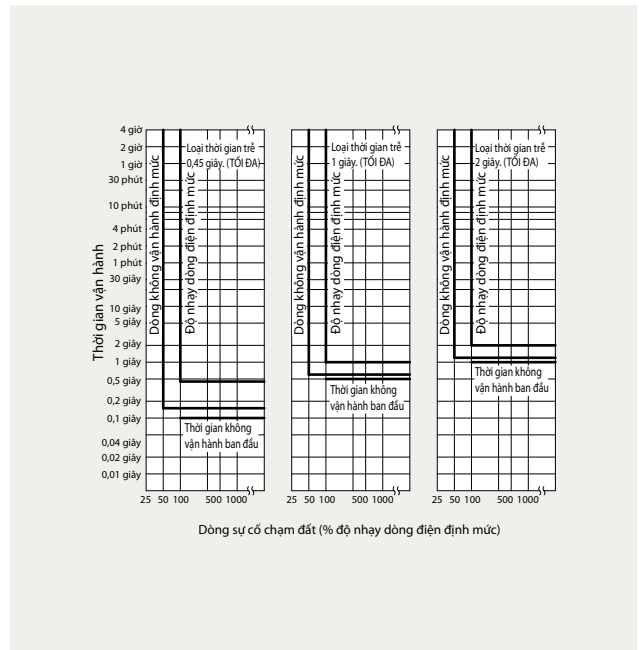 Thời gian vận hành
4 giờ
2 giờ
1 giờ
30 phút
10 phút
4 phút
2 phút
1 phút
30 giây
10 giây
5 giây
2 giây
1 giây
0,5 giây
0,2 giây
0,1 giây
0,04 giây
0,02 giây
0,01 giây
Dòng không vận hành định mức
Độ nhạy dòng điện định mức
Loại thời gian trễ
0,45 giây. (TỐI ĐA)
Thời gian không
vận hành ban đầu
25 50 100 500 1000
Dòng không vận hành định mức
Độ nhạy dòng điện định mức
Loại thời gian trễ
1 giây. (TỐI ĐA)
Thời gian không
vận hành ban đầu
25 50 100 500 1000
Dòng không vận hành định mức
Độ nhạy dòng điện định mức
Loại thời gian trễ
2 giây. (TỐI ĐA)
Thời gian không
vận hành ban đầu
25 50 100 500 1000
Dòng sự cố chạm đất (% độ nhạy dòng điện định mức)